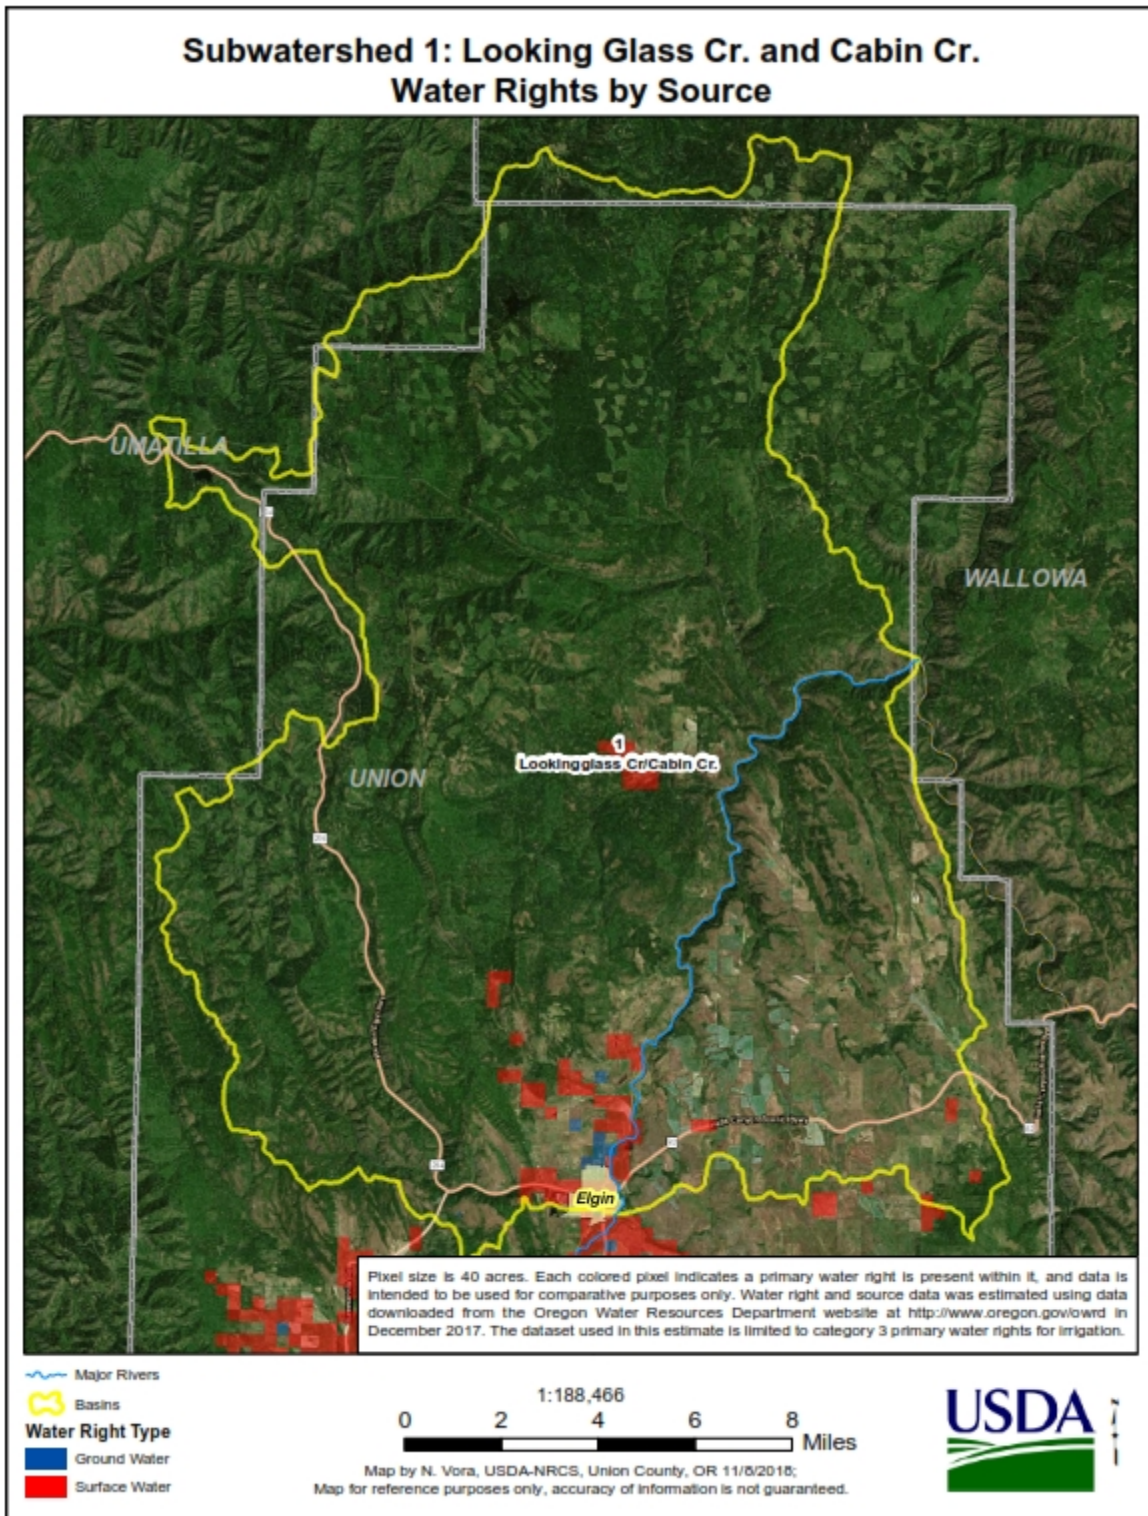 Subwatershed 1: Looking Glass Cr. and Cabin Cr.
Water Rights by Source
UMATILLA
WALLOWA
1
Lookingglass Cr/Cabin Cr.
UNION
Elgin
Pixel size is 40 acres. Each colored pixel indicates a primary water right is present within it, and data is
intended to be used for comparative purposes only. Water right and source data was estimated using data
downloaded from the Oregon Water Resources Department website at http://www.oregon.gov/owrd in
December 2017. The dataset used in this estimate is limited to category 3 primary water rights for irrigation.
Major Rivers
Basins
Water Right Type
Ground Water
Surface Water
1:188,466
0 2 4 6 8
Miles
Map by N. Vora, USDA-NRCS, Union County, OR 11/8/2018;
Map for reference purposes only, accuracy of information is not guaranteed.
USDA